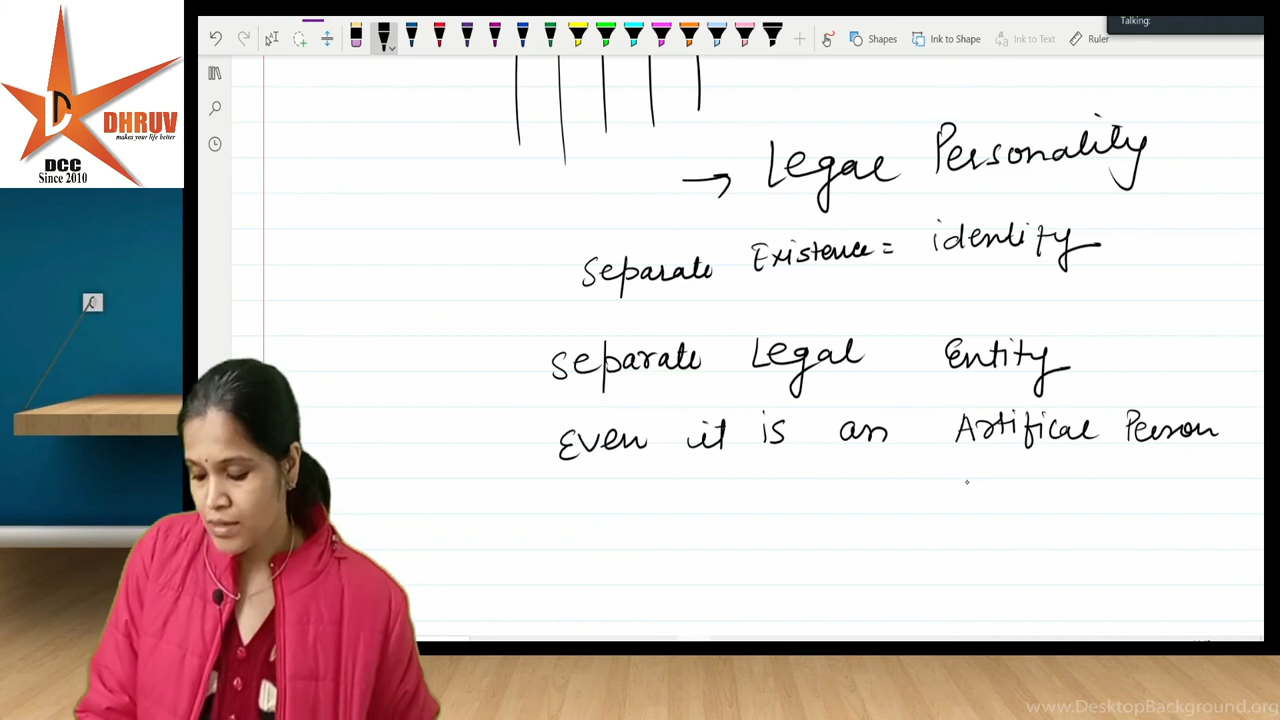 Talking:
Shapes
Ink to Shape
Ink to Text
Ruler
D
DHRUV
makes your life better
DCC
Since 2010
→ Legal Personality
Separate Existence = identity
Separate Legal Entity
Even it is an Artifical Person
www.DesktopBackground.org